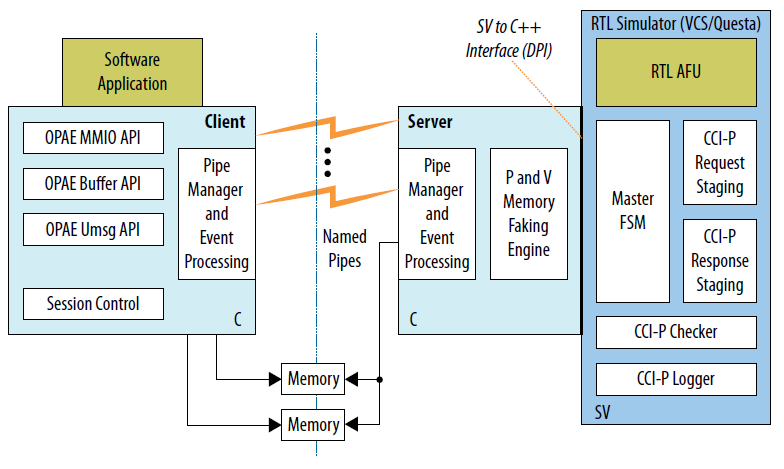 Software
Application
Client
OPAE MMIO API
OPAE Buffer API
OPAE Umsg API
Session Control
Pipe
Manager
and
Event
Processing
C
Named
Pipes
Memory
Memory
Server
Pipe
Manager
and
Event
Processing
P and V
Memory
Faking
Engine
C
SV to C++
Interface (DPI)
RTL Simulator (VCS/Questa)
RTL AFU
Master
FSM
CCI-P
Request
Staging
CCI-P
Response
Staging
CCI-P Checker
CCI-P Logger
SV